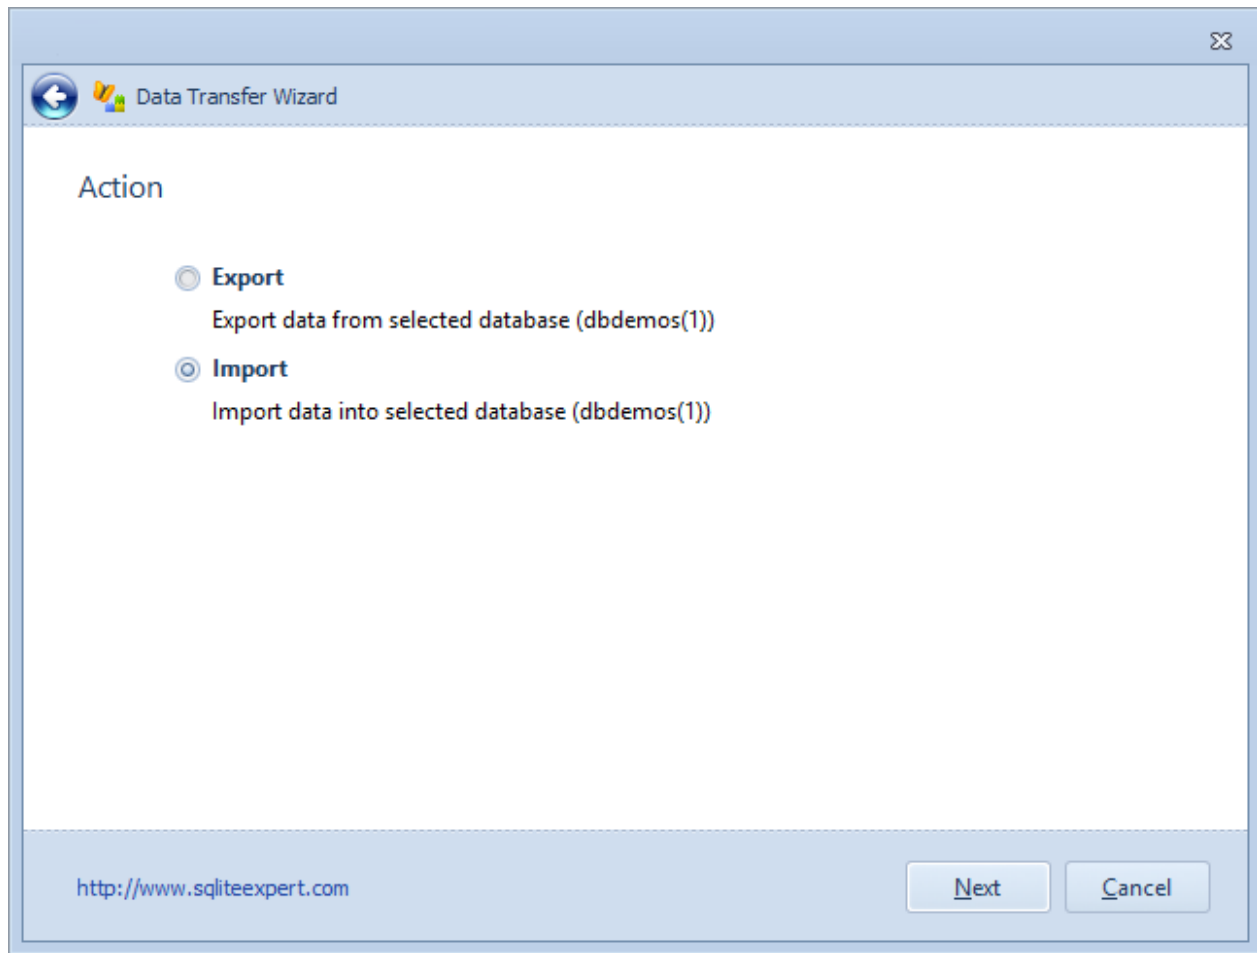 Data Transfer Wizard
Action
Export
Export data from selected database (dbdemos(1))
Import
Import data into selected database (dbdemos(1))
http://www.sqliteexpert.com
Next
Cancel